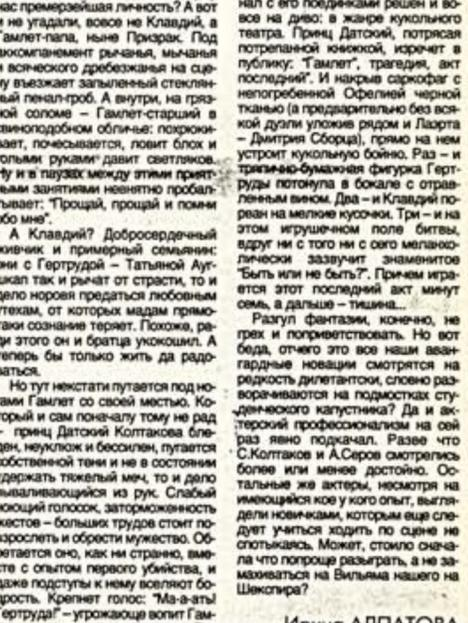 нас премерзейшая личность? А вот
не угадали, вовсе не Клавдий, а
Гамлет-папа, ныне Призрак. Под
аккомпанемент рычанья, мычанья
и всяческого дребезжанья на сце-
ну въезжает запыленный стеклян-
ный пенал-гроб. А внутри, на гряз-
ной соломе – Гамлет-старший в
свиноподобном обличье: похрюки-
вает, почесывается, ловит блох и
голыми руками давит светляков.
Ну и в паузах между этими прият-
ными занятиями невнятно пробал-
тывает: "Прощай, прощай и помни
обо мне".
А Клавдий? Добросердечный
живчик и примерный семьянин:
они с Гертрудой – Татьяной Ауг-
шкап так и рычат от страсти, то и
дело норовя предаться любовным
утехам, от которых мадам прямо-
таки сознание теряет. Похоже, ра-
ди этого он и братца укокошил. А
теперь бы только жить да радо-
ваться.
Но тут некстати путается под но-
гами Гамлет со своей местью. Ко-
торый и сам поначалу тому не рад
– принц Датский Колтакова бле-
ден, неуклюж и бессилен, пугается
собственной тени и не в состоянии
удержать тяжелый меч, то и дело
вываливающийся из рук. Слабый
ноющий голосок, заторможенность
жестов – больших трудов стоит по-
взрослеть и обрести мужество. Об-
ретается оно, как ни странно, вме-
сте с опытом первого убийства, и
даже подступы к нему вселяют бо-
дрость. Крепнет голос: "Ма-а-ать!
Гертруда!" – угрожающе вопит Гам-
нал с его поединками решен и во-
все на диво: в жанре кукольного
театра. Принц Датский, потрясая
потрепанной книжкой, изречет в
публику: "Гамлет", трагедия, акт
последний". И накрыв саркофаг с
непогребенной Офелией черной
тканью (а предварительно без вся-
кой дуэли уложив рядом и Лаэрта
– Дмитрия Сборца), прямо на нем
устроит кукольную бойню. Раз – и
тряпично-бумажная фигурка Герт-
руды потонула в бокале с отрав-
ленным вином. Два – и Клавдий по-
рван на мелкие кусочки. Три – и на
этом игрушечном поле битвы,
вдруг ни с того ни с сего меланхо-
лически зазвучит знаменитое
"Быть или не быть?". Причем игра-
ется этот последний акт минут
семь, а дальше – тишина...
Разгул фантазии, конечно, не
грех и поприветствовать. Но вот
беда, отчего это все наши аван-
гардные новации смотрятся на
редкость дилетантски, словно раз-
ворачиваются на подмостках сту-
денческого капустника? Да и ак-
терский профессионализм на сей
раз явно подкачал. Разве что
С.Колтаков и А.Серов смотрелись
более или менее достойно. Ос-
тальные же актеры, несмотря на
имеющийся кое у кого опыт, выгля-
дели новичками, которым еще сле-
дует учиться ходить по сцене не
спотыкаясь. Может, стоило снача-
ла что попроще разыграть, а не за-
махиваться на Вильяма нашего на
Шекспира?
Ирина АЛПАТОВА